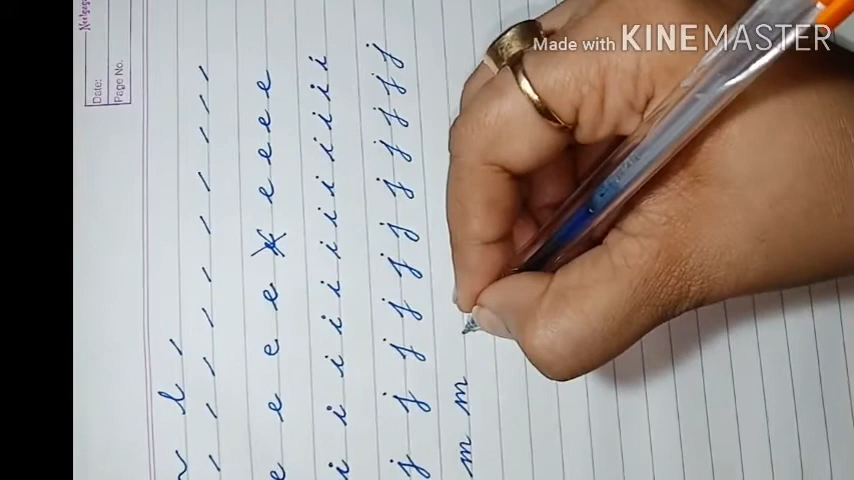 Made with KINEMASTER
Date:
Page No.
l
e e e e e e e e
i i i i i i i i i i i i
j j j j j j j j j j j
m m